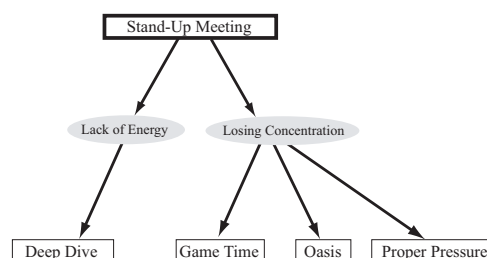 Stand-Up Meeting
Lack of Energy
Losing Concentration
Deep Dive
Game Time
Oasis
Proper Pressure